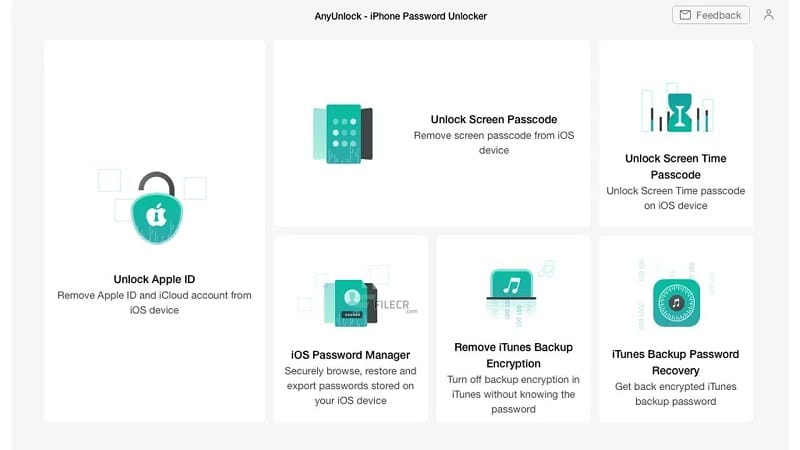 AnyUnlock - iPhone Password Unlocker
Feedback
Unlock Apple ID
Remove Apple ID and iCloud account from
iOS device
Unlock Screen Passcode
Remove screen passcode from iOS
device
Unlock Screen Time
Passcode
Unlock Screen Time passcode
on iOS device
FILECR
.com
iOS Password Manager
Securely browse, restore and
export passwords stored on
your iOS device
Remove iTunes Backup
Encryption
Turn off backup encryption in
iTunes without knowing the
password
iTunes Backup Password
Recovery
Get back encrypted iTunes
backup password